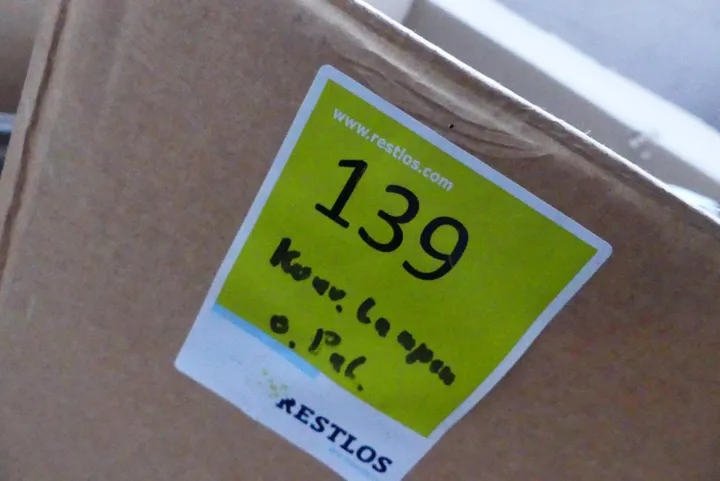 www.restlos.com
139
Konv. Lampen
o. Pal.
RESTLOS